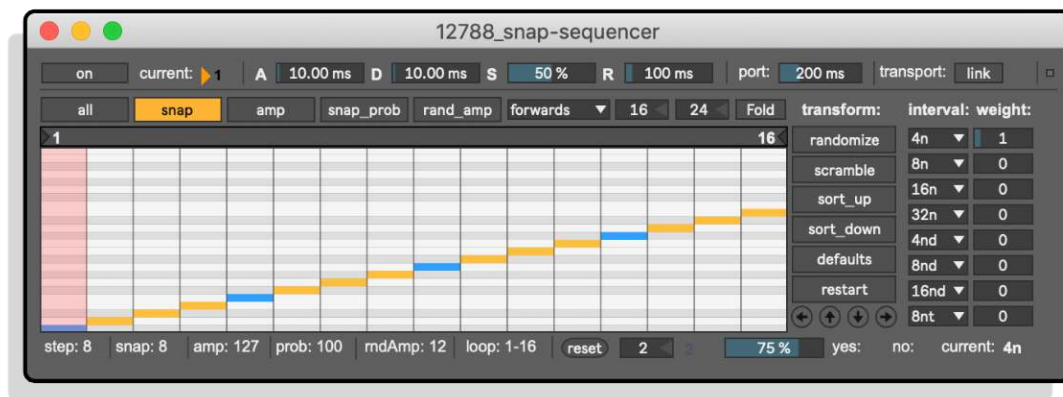 12788_snap-sequencer
on current: 1 A 10.00 ms D 10.00 ms S 50 % R 100 ms port: 200 ms transport: link
all snap amp snap_prob rand_amp forwards 16 24 Fold transform: interval: weight:
1 16 randomize 4n 1
scramble 8n 0
sort_up 16n 0
sort_down 32n 0
defaults 4nd 0
restart 8nd 0
16nd 0
8nt 0
step: 8 snap: 8 amp: 127 prob: 100 rndAmp: 12 loop: 1-16 reset 2 2 75 % yes: no: current: 4n